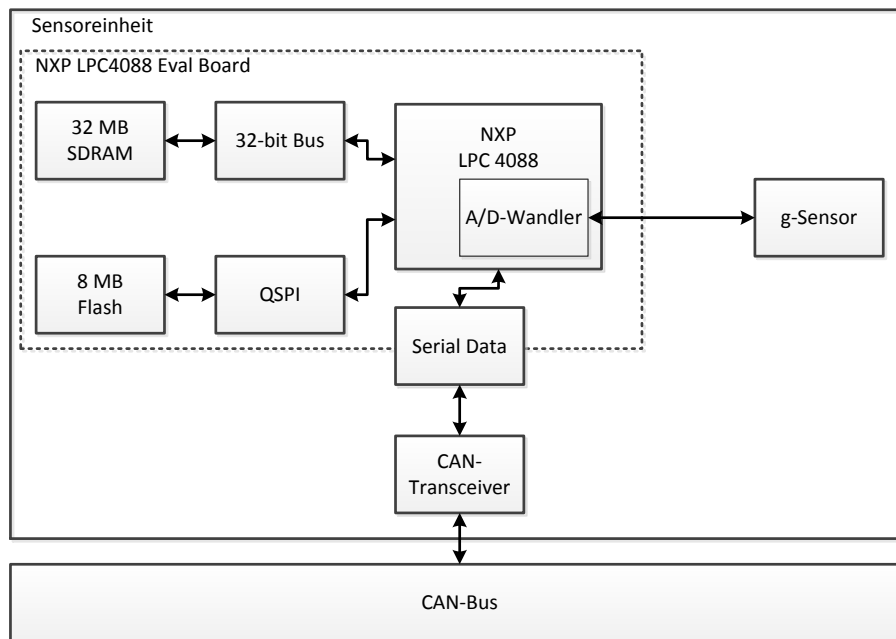 Sensoreinheit
NXP LPC4088 Eval Board
32 MB
SDRAM
32-bit Bus
NXP
LPC 4088
A/D-Wandler
g-Sensor
8 MB
Flash
QSPI
Serial Data
CAN-
Transceiver
CAN-Bus